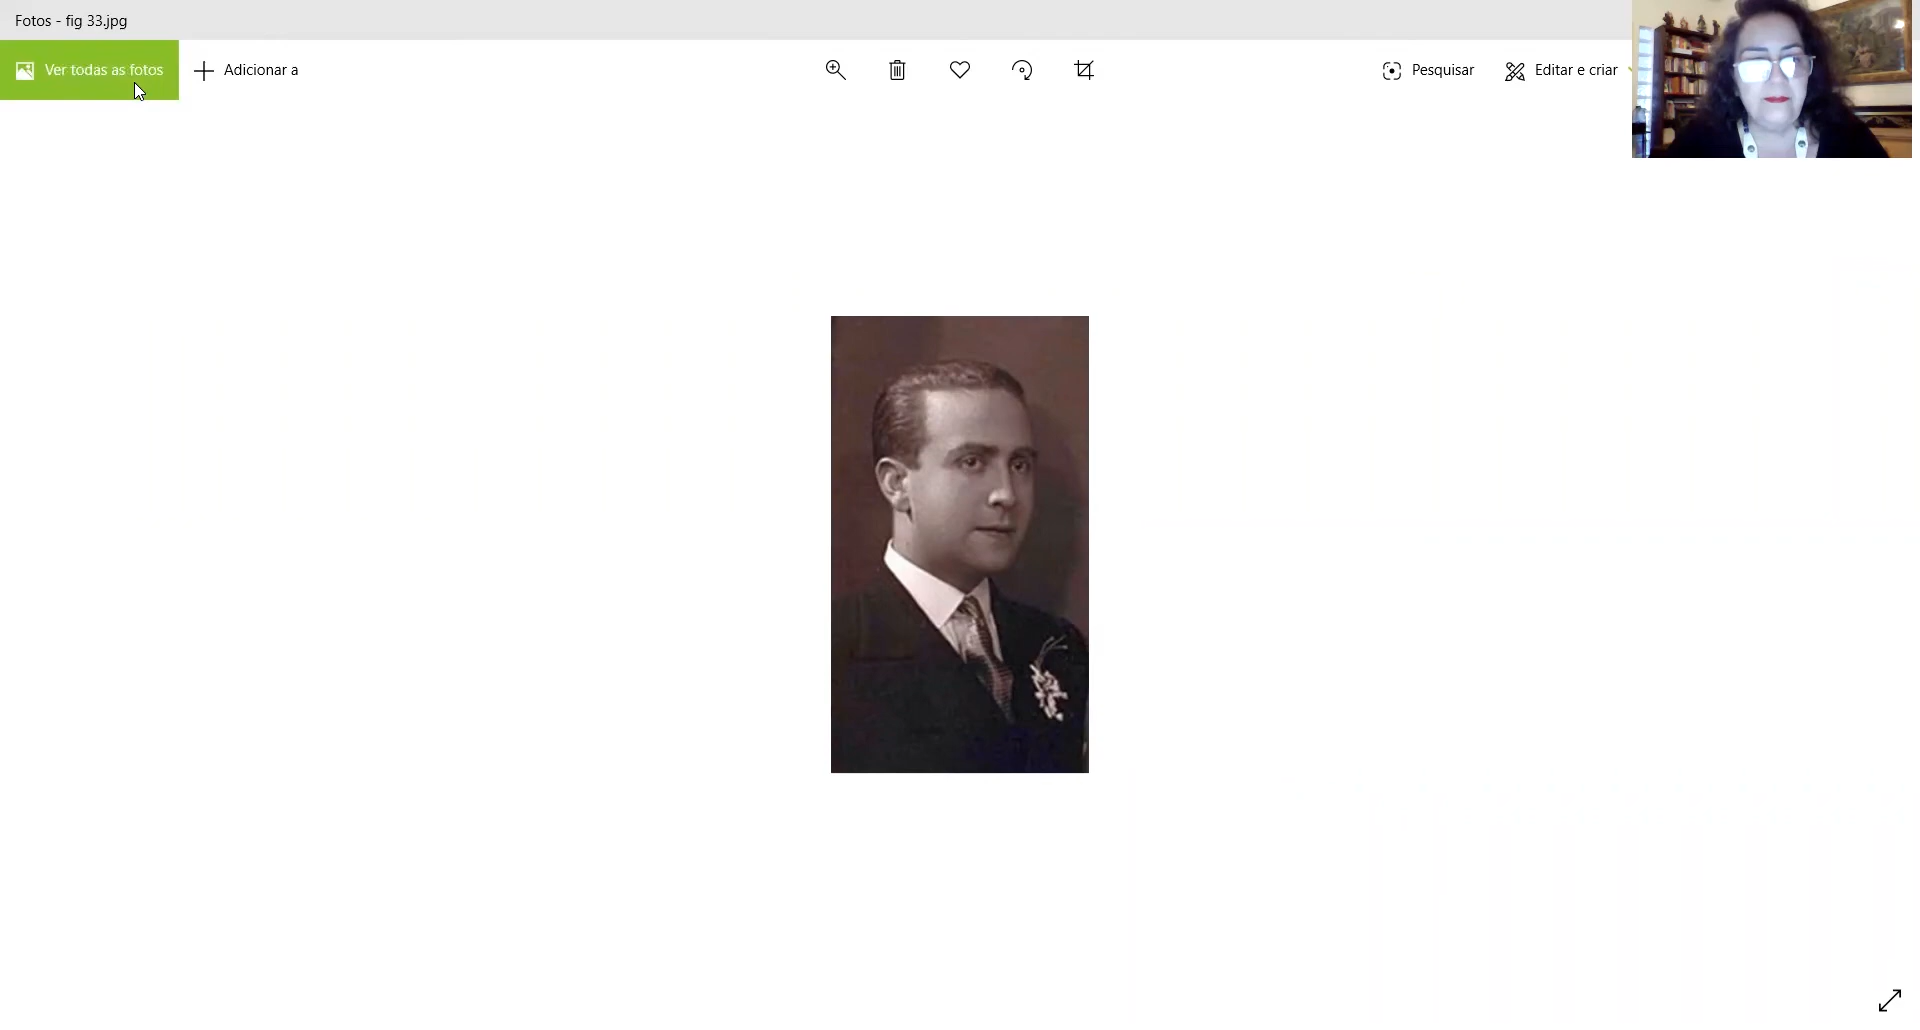 Fotos - fig 33.jpg
Ver todas as fotos
Adicionar a
Pesquisar
Editar e criar